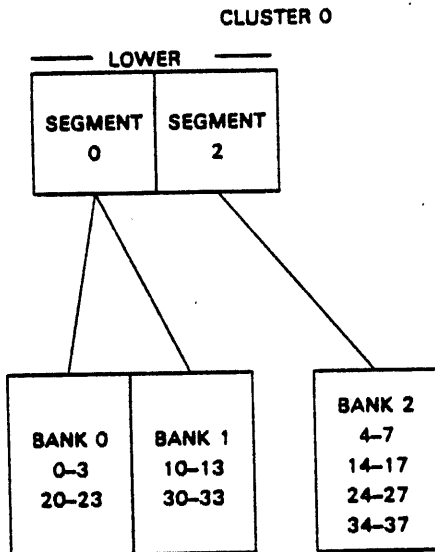 CLUSTER 0
LOWER
SEGMENT
0
SEGMENT
2
BANK 0
0–3
20–23
BANK 1
10–13
30–33
BANK 2
4–7
14–17
24–27
34–37